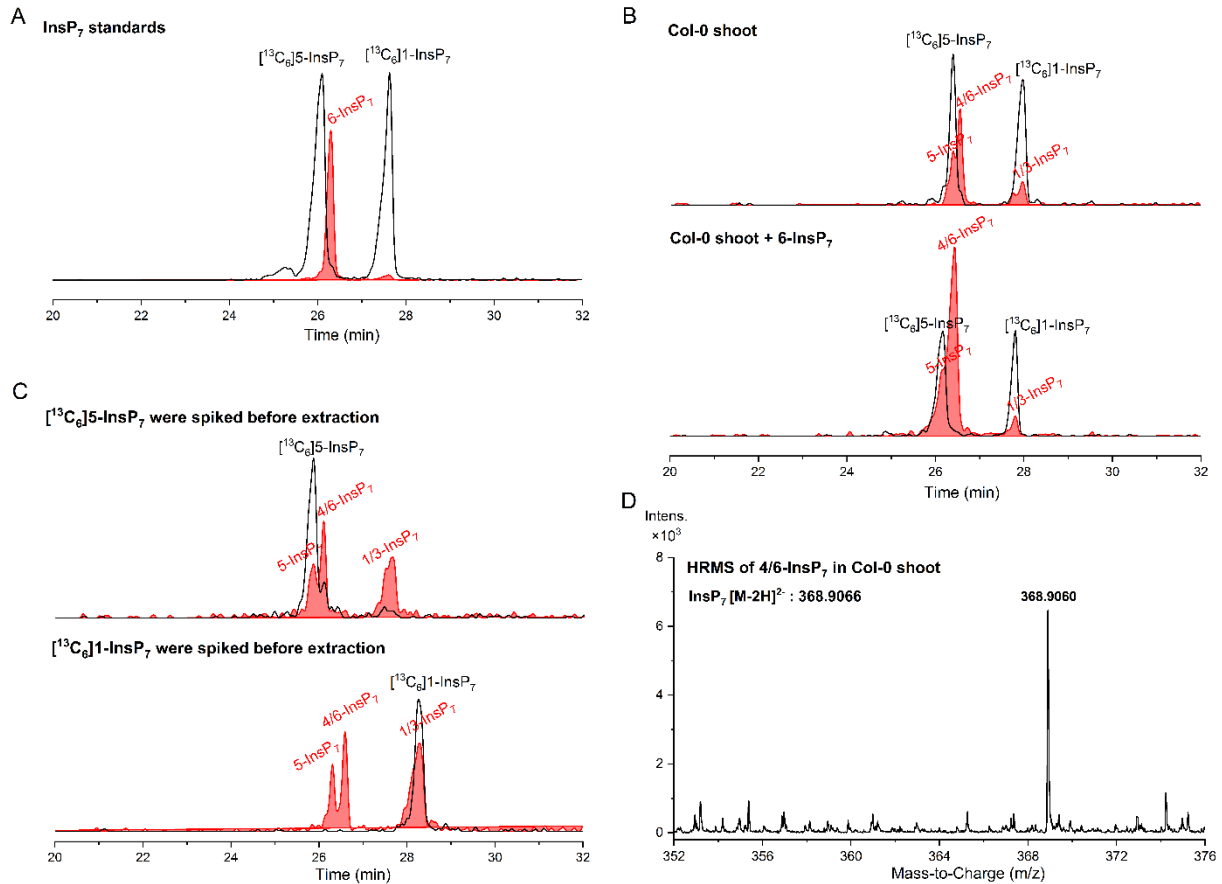 A
InsP₇ standards
[¹³C₆]5-InsP₇
[¹³C₆]1-InsP₇
6-InsP₇
20 22 24 26 28 30 32
Time (min)
B
Col-0 shoot
[¹³C₆]5-InsP₇
[¹³C₆]1-InsP₇
4/6-InsP₇
5-InsP₇
1/3-InsP₇
Col-0 shoot + 6-InsP₇
4/6-InsP₇
[¹³C₆]5-InsP₇
[¹³C₆]1-InsP₇
5-InsP₇
1/3-InsP₇
20 22 24 26 28 30 32
Time (min)
C
[¹³C₆]5-InsP₇ were spiked before extraction
[¹³C₆]5-InsP₇
4/6-InsP₇
5-InsP₇
1/3-InsP₇
[¹³C₆]1-InsP₇ were spiked before extraction
[¹³C₆]1-InsP₇
4/6-InsP₇
1/3-InsP₇
5-InsP₇
20 22 24 26 28 30 32
Time (min)
D
Intens.
×10³
8
6
4
2
0
HRMS of 4/6-InsP₇ in Col-0 shoot
InsP₇ [M-2H]²⁻ : 368.9066
368.9060
352 356 360 364 368 372 376
Mass-to-Charge (m/z)